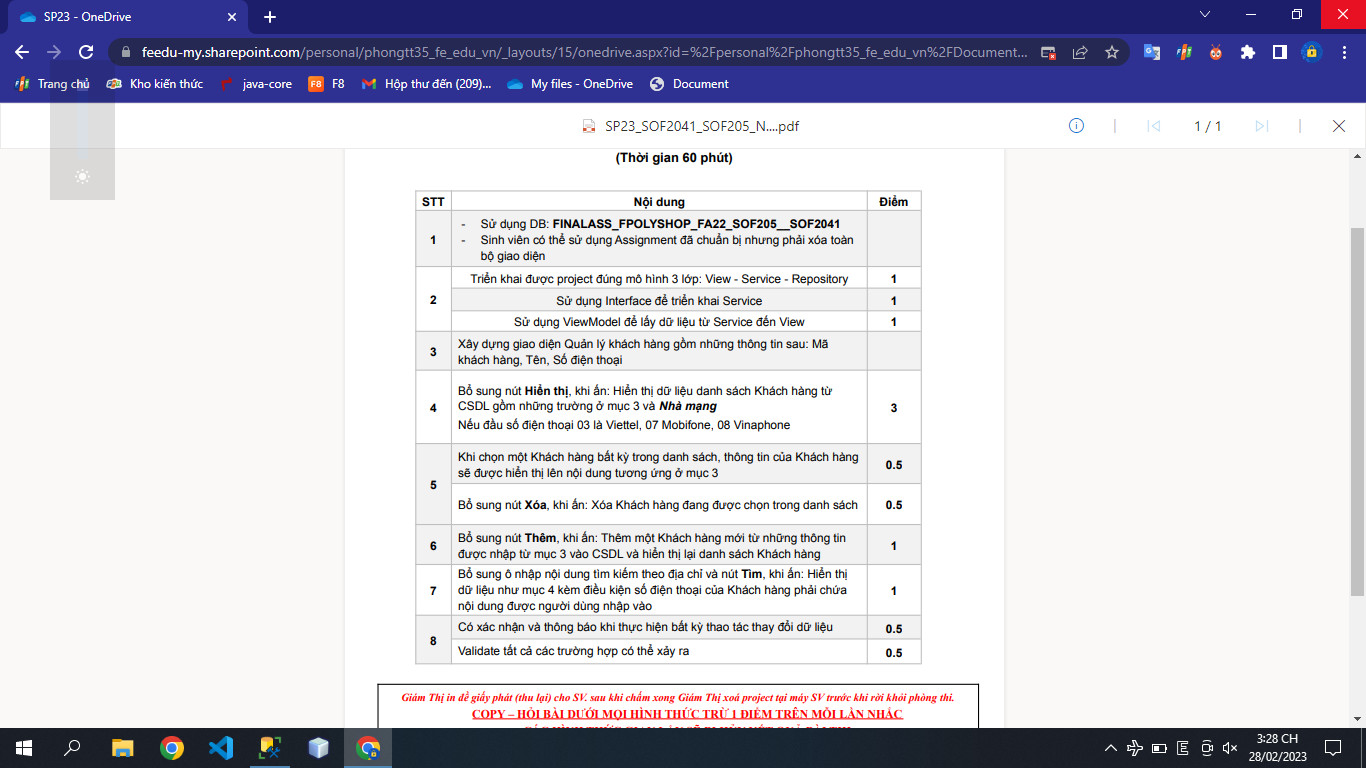 SP23 - OneDrive
feedu-my.sharepoint.com/personal/phongtt35_fe_edu_vn/_layouts/15/onedrive.aspx?id=%2Fpersonal%2Fphongtt35_fe_edu_vn%2FDocument...
Trang chủ Kho kiến thức java-core F8 F8 Hộp thư đến (209)... My files - OneDrive Document
SP23_SOF2041_SOF205_N....pdf 1 / 1
(Thời gian 60 phút)
STT Nội dung Điểm
1
- Sử dụng DB: FINALASS_FPOLYSHOP_FA22_SOF205__SOF2041
- Sinh viên có thể sử dụng Assignment đã chuẩn bị nhưng phải xóa toàn
bộ giao diện
2
Triển khai được project đúng mô hình 3 lớp: View - Service - Repository 1
Sử dụng Interface để triển khai Service 1
Sử dụng ViewModel để lấy dữ liệu từ Service đến View 1
3
Xây dựng giao diện Quản lý khách hàng gồm những thông tin sau: Mã
khách hàng, Tên, Số điện thoại
4
Bổ sung nút Hiển thị, khi ấn: Hiển thị dữ liệu danh sách Khách hàng từ
CSDL gồm những trường ở mục 3 và Nhà mạng
Nếu đầu số điện thoại 03 là Viettel, 07 Mobifone, 08 Vinaphone
3
5
Khi chọn một Khách hàng bất kỳ trong danh sách, thông tin của Khách hàng
sẽ được hiển thị lên nội dung tương ứng ở mục 3
0.5
Bổ sung nút Xóa, khi ấn: Xóa Khách hàng đang được chọn trong danh sách 0.5
6
Bổ sung nút Thêm, khi ấn: Thêm một Khách hàng mới từ những thông tin
được nhập từ mục 3 vào CSDL và hiển thị lại danh sách Khách hàng
1
7
Bổ sung ô nhập nội dung tìm kiếm theo địa chỉ và nút Tìm, khi ấn: Hiển thị
dữ liệu như mục 4 kèm điều kiện số điện thoại của Khách hàng phải chứa
nội dung được người dùng nhập vào
1
8
Có xác nhận và thông báo khi thực hiện bất kỳ thao tác thay đổi dữ liệu 0.5
Validate tất cả các trường hợp có thể xảy ra 0.5
Giám Thị in đề giấy phát (thu lại) cho SV. sau khi chấm xong Giám Thị xoá project tại máy SV trước khi rời khỏi phòng thi.
COPY – HỎI BÀI DƯỚI MỌI HÌNH THỨC TRỪ 1 ĐIỂM TRÊN MỖI LẦN NHẮC
3:28 CH
28/02/2023